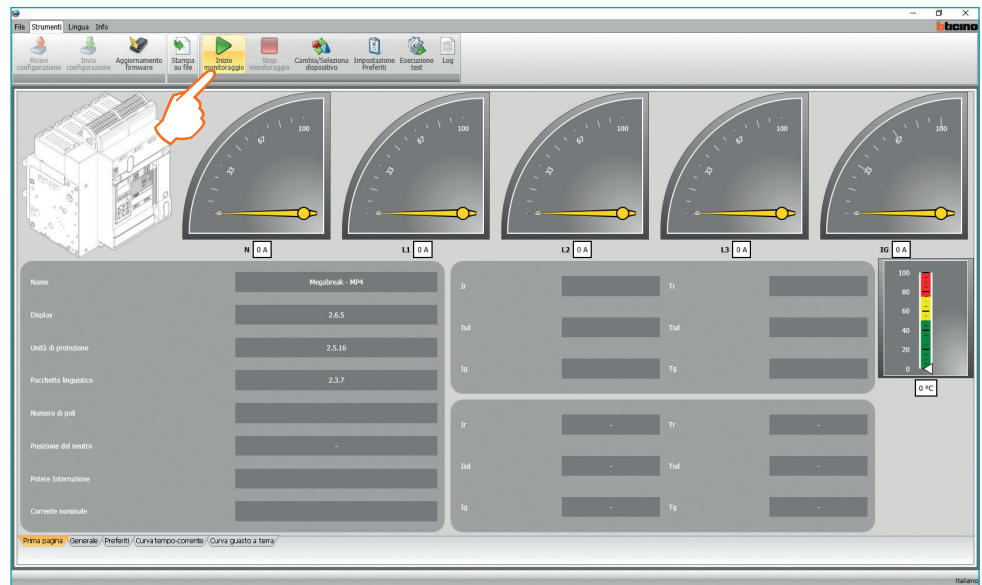 File Strumenti Lingua Info
bticino
Ricevi configurazione
Invia configurazione
Aggiornamento firmware
Stampa su file
Inizio monitoraggio
Stop monitoraggio
Cambia/Seleziona dispositivo
Impostazione Preferiti
Esecuzione test
Log
33 67 100
33 67 100
33 67 100
33 67 100
33 67 100
N 0 A
L1 0 A
L2 0 A
L3 0 A
IG 0 A
Name Megabreak - MP4
Display 2.6.5
Unità di protezione 2.5.16
Pacchetto linguistico 2.3.7
Numero di poli
Posizione del neutro -
Potere Interruzione
Corrente nominale
Ir Tr
Isd Tsd
Ig Tg
Ir - Tr -
Isd - Tsd -
Ig - Tg -
100
80
60
40
20
0
0 °C
Prima pagina Generale Preferiti Curva tempo-corrente Curva guasto a terra
Italiano